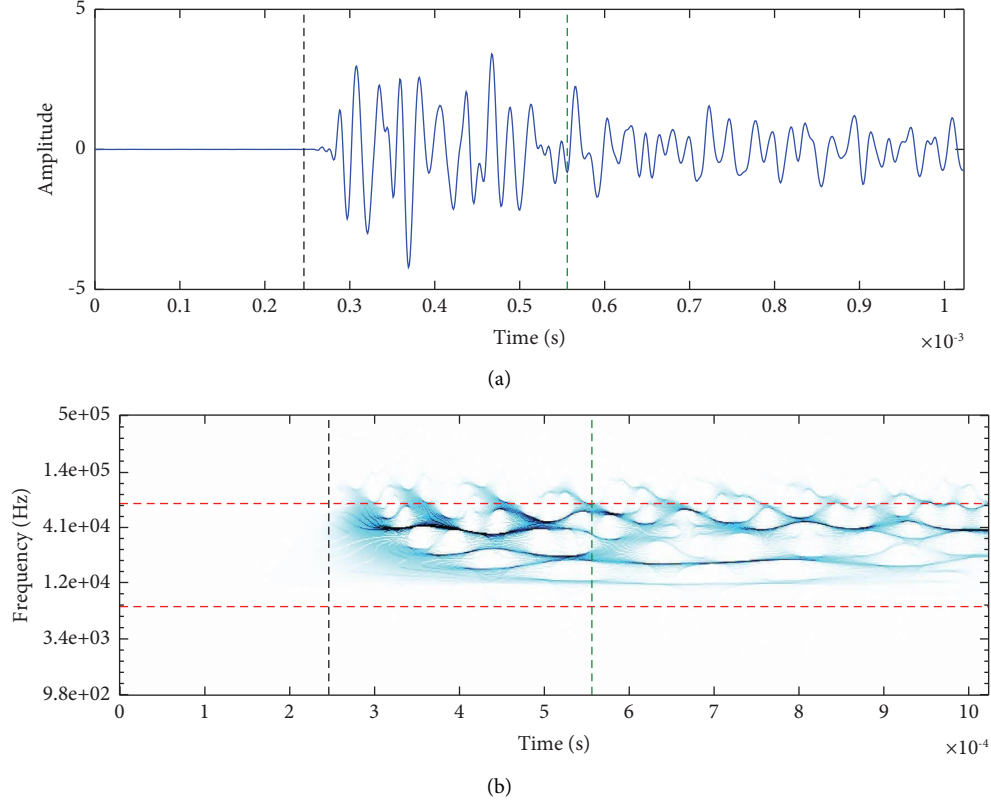 5
0
-5
Amplitude
0 0.1 0.2 0.3 0.4 0.5 0.6 0.7 0.8 0.9 1
Time (s)
×10-3
(a)
5e+05
1.4e+05
4.1e+04
1.2e+04
3.4e+03
9.8e+02
Frequency (Hz)
0 1 2 3 4 5 6 7 8 9 10
Time (s)
×10-4
(b)